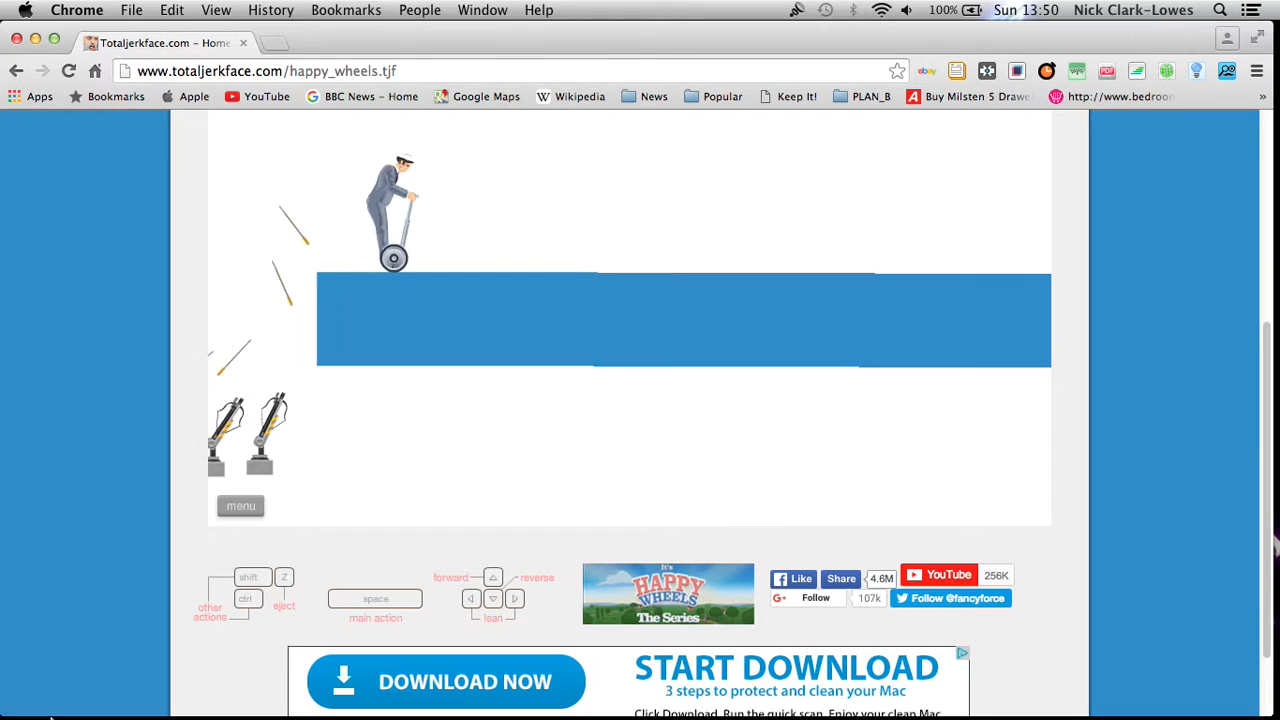 Chrome File Edit View History Bookmarks People Window Help 100% Sun 13:50 Nick Clark-Lowes
Totaljerkface.com – Home
www.totaljerkface.com/happy_wheels.tjf
Apps Bookmarks Apple YouTube BBC News - Home Google Maps Wikipedia News Popular Keep It! PLAN_B Buy Milsten 5 Drawe http://www.bedroon »
menu
shift Z
ctrl
other actions
eject
space
main action
forward
reverse
lean
It's
HAPPY WHEELS
The Series
Like Share 4.6M
Follow 107k
YouTube 256K
Follow @fancyforce
DOWNLOAD NOW
START DOWNLOAD
3 steps to protect and clean your Mac
Click Download. Run the quick scan. Enjoy your clean Mac